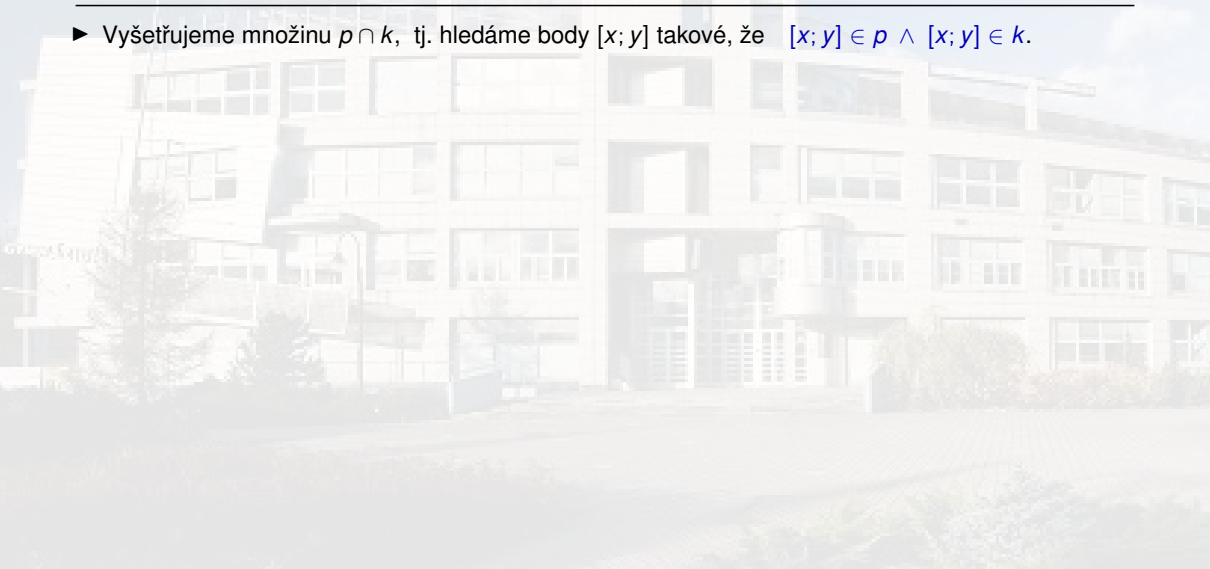 ► Vyšetřujeme množinu p ∩ k, tj. hledáme body [x; y] takové, že [x; y] ∈ p ∧ [x; y] ∈ k.